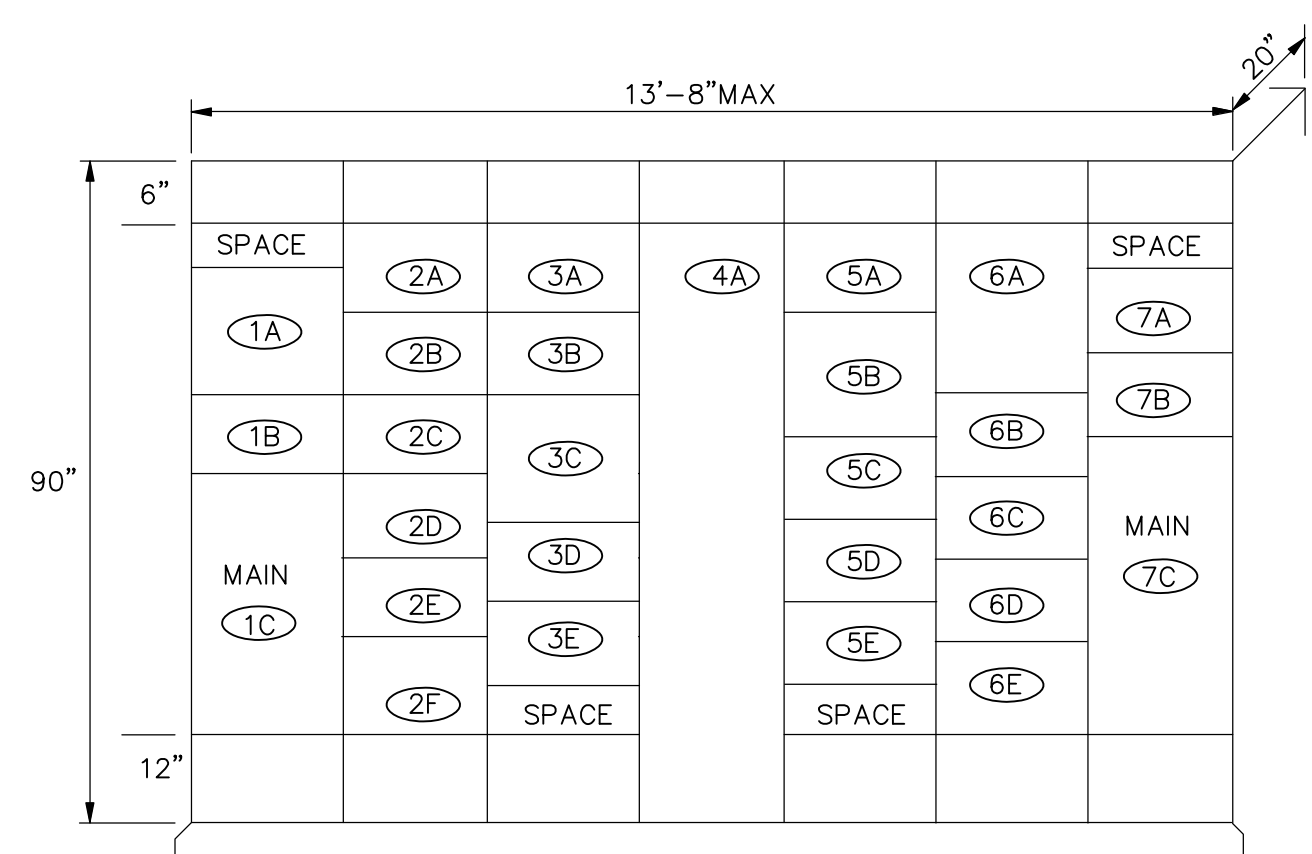 20”
13’–8”MAX
6”
SPACE
SPACE
2A
3A
4A
5A
6A
1A
7A
2B
3B
5B
7B
1B
2C
6B
3C
5C
6C
2D
MAIN
90”
3D
5D
MAIN
7C
2E
6D
1C
3E
5E
6E
2F
SPACE
SPACE
12”